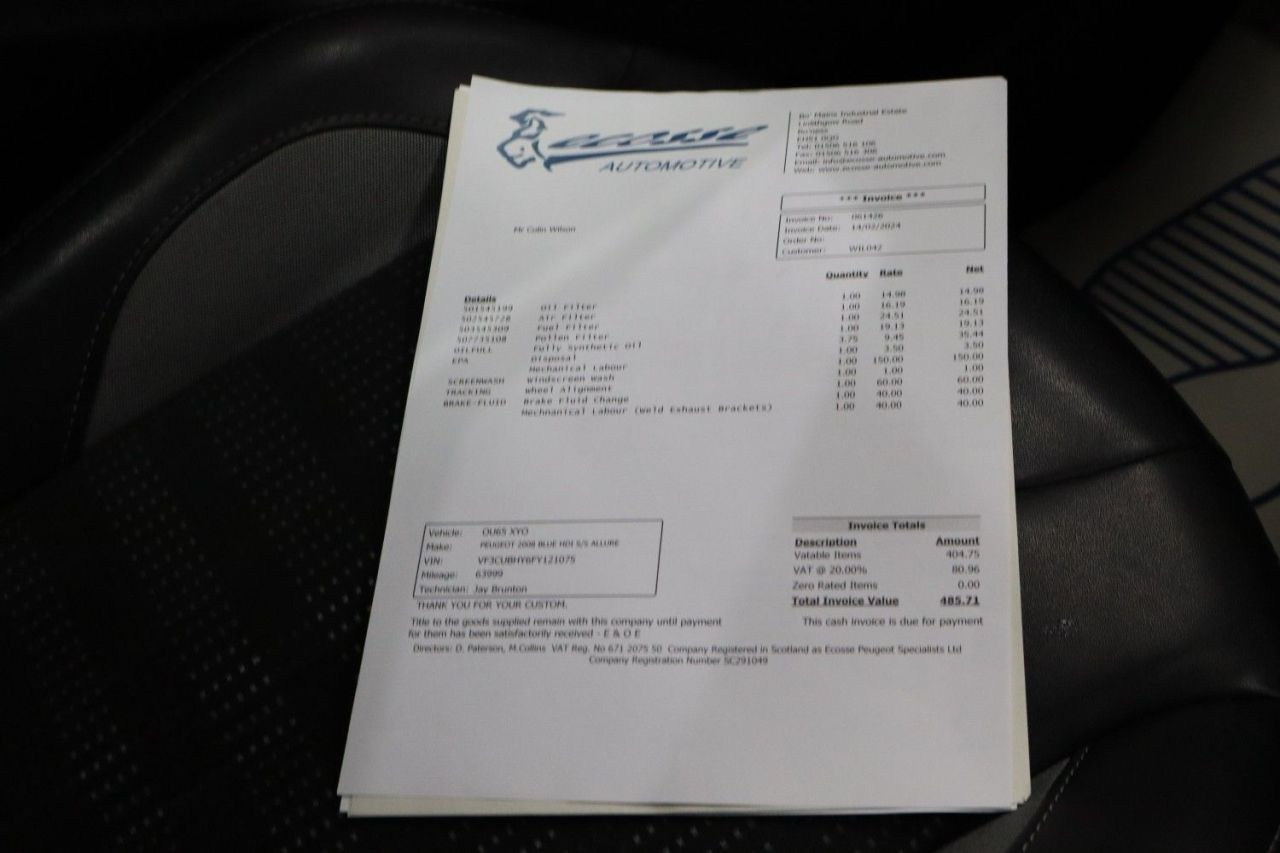 ecosse
AUTOMOTIVE
Bo' Mains Industrial Estate
Linlithgow Road
Bo'ness
EH51 0QG
Tel: 01506 516 106
Fax: 01506 516 306
Email: info@ecosse-automotive.com
Web: www.ecosse-automotive.com
*** Invoice ***
Invoice No: 061426
Invoice Date: 14/02/2024
Order No:
Customer: WIL042
Mr Colin Wilson
Details Quantity Rate Net
501545199 Oil Filter 1.00 14.98 14.98
502545728 Air Filter 1.00 16.19 16.19
503545309 Fuel Filter 1.00 24.51 24.51
507735108 Pollen Filter 1.00 19.13 19.13
OILFULL Fully Synthetic Oil 3.75 9.45 35.44
EPA Disposal 1.00 3.50 3.50
Mechanical Labour 1.00 150.00 150.00
SCREENWASH Windscreen Wash 1.00 1.00 1.00
TRACKING Wheel Alignment 1.00 60.00 60.00
BRAKE-FLUID Brake Fluid Change 1.00 40.00 40.00
Mechnanical Labour (Weld Exhaust Brackets) 1.00 40.00 40.00
Vehicle: OU65 XYO
Make: PEUGEOT 2008 BLUE HDI S/S ALLURE
VIN: VF3CUBHY6FY121075
Mileage: 63999
Technician: Jay Brunton
Invoice Totals
Description Amount
Vatable Items 404.75
VAT @ 20.00% 80.96
Zero Rated Items 0.00
Total Invoice Value 485.71
THANK YOU FOR YOUR CUSTOM.
Title to the goods supplied remain with this company until payment
for them has been satisfactorily received - E & O E
This cash invoice is due for payment
Directors: D. Paterson, M.Collins VAT Reg. No 671 2075 50 Company Registered in Scotland as Ecosse Peugeot Specialists Ltd
Company Registration Number SC291049